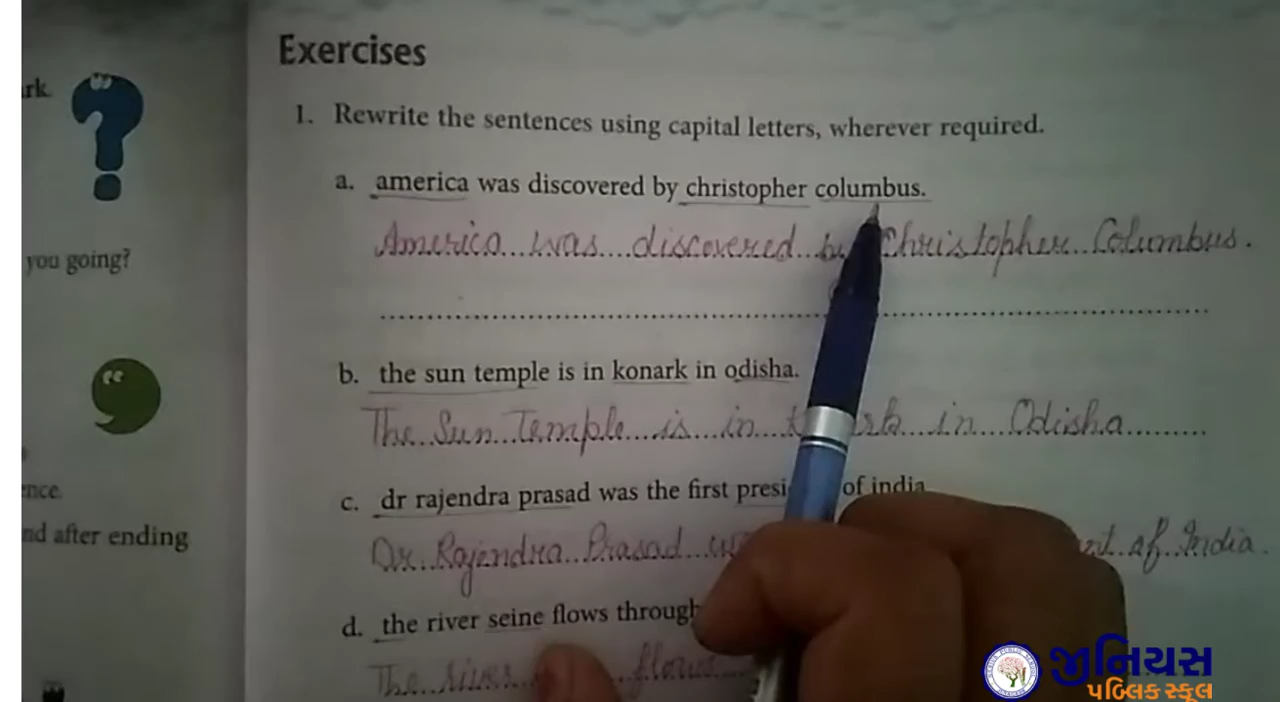 Exercises
rk.
1. Rewrite the sentences using capital letters, wherever required.
a. america was discovered by christopher columbus.
America was discovered by Christopher Columbus.
you going?
b. the sun temple is in konark in odisha.
The Sun Temple is in in Odisha
c. dr rajendra prasad was the first of india
nd after ending
Dr. Rajendra Prasad of India.
d. the river seine flows through
The river flows
જીનિયસ
પબ્લિક સ્કૂલ